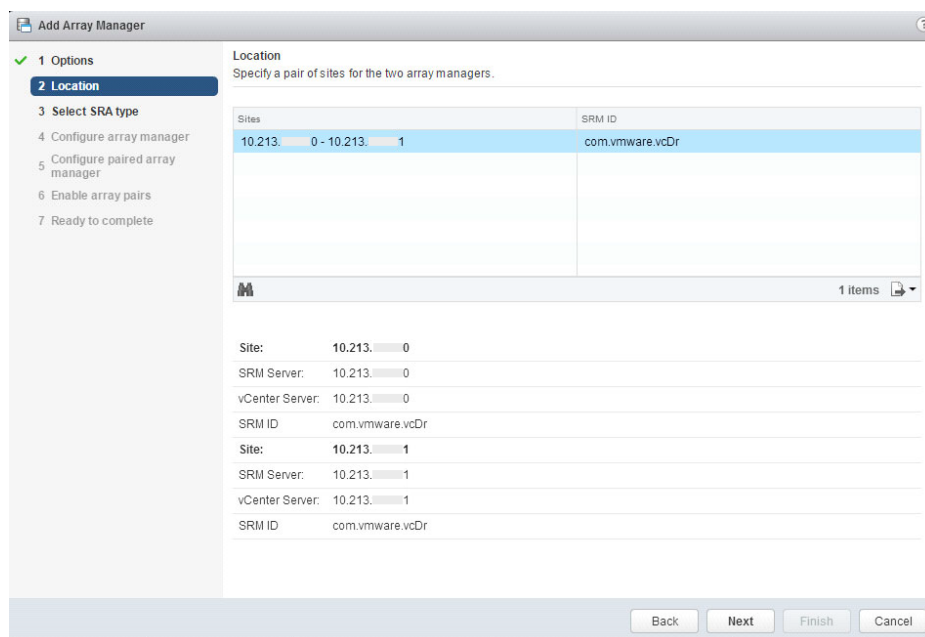 Add Array Manager
?
1 Options
2 Location
3 Select SRA type
4 Configure array manager
5 Configure paired array
manager
6 Enable array pairs
7 Ready to complete
Location
Specify a pair of sites for the two array managers.
Sites SRM ID
10.213. 0 - 10.213. 1 com.vmware.vcDr
1 items
Site: 10.213. 0
SRM Server: 10.213. 0
vCenter Server: 10.213. 0
SRM ID com.vmware.vcDr
Site: 10.213. 1
SRM Server: 10.213. 1
vCenter Server: 10.213. 1
SRM ID com.vmware.vcDr
Back Next Finish Cancel